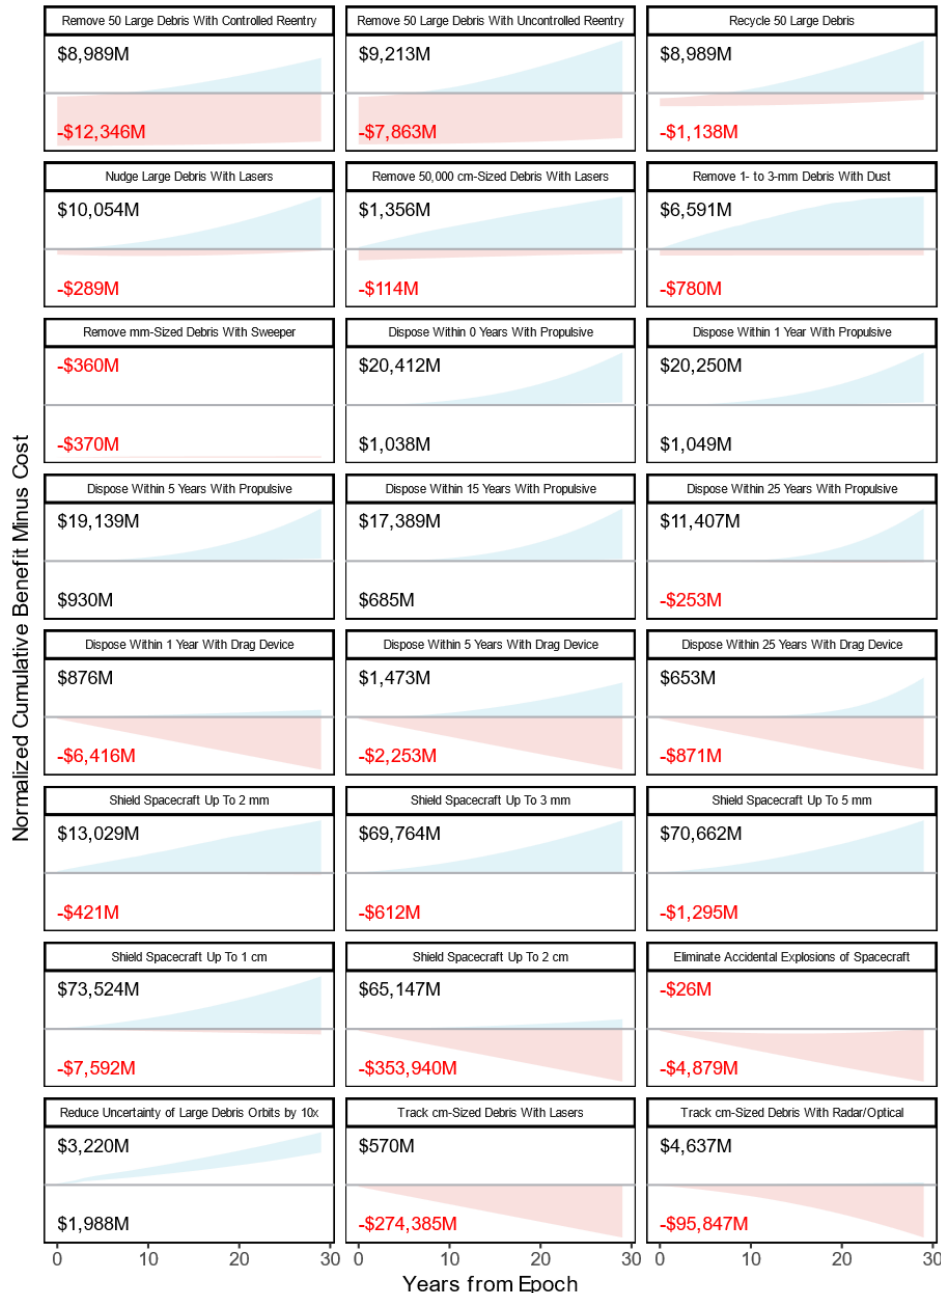 Remove 50 Large Debris With Controlled Reentry
$8,989M
-$12,346M
Remove 50 Large Debris With Uncontrolled Reentry
$9,213M
-$7,863M
Recycle 50 Large Debris
$8,989M
-$1,138M
Nudge Large Debris With Lasers
$10,054M
-$289M
Remove 50,000 cm-Sized Debris With Lasers
$1,356M
-$114M
Remove 1- to 3-mm Debris With Dust
$6,591M
-$780M
Remove mm-Sized Debris With Sweeper
-$360M
-$370M
Dispose Within 0 Years With Propulsive
$20,412M
$1,038M
Dispose Within 1 Year With Propulsive
$20,250M
$1,049M
Dispose Within 5 Years With Propulsive
$19,139M
$930M
Dispose Within 15 Years With Propulsive
$17,389M
$685M
Dispose Within 25 Years With Propulsive
$11,407M
-$253M
Dispose Within 1 Year With Drag Device
$876M
-$6,416M
Dispose Within 5 Years With Drag Device
$1,473M
-$2,253M
Dispose Within 25 Years With Drag Device
$653M
-$871M
Shield Spacecraft Up To 2 mm
$13,029M
-$421M
Shield Spacecraft Up To 3 mm
$69,764M
-$612M
Shield Spacecraft Up To 5 mm
$70,662M
-$1,295M
Shield Spacecraft Up To 1 cm
$73,524M
-$7,592M
Shield Spacecraft Up To 2 cm
$65,147M
-$353,940M
Eliminate Accidental Explosions of Spacecraft
-$26M
-$4,879M
Reduce Uncertainty of Large Debris Orbits by 10x
$3,220M
$1,988M
Track cm-Sized Debris With Lasers
$570M
-$274,385M
Track cm-Sized Debris With Radar/Optical
$4,637M
-$95,847M
0 10 20 30
0 10 20 30
0 10 20 30
Years from Epoch
Normalized Cumulative Benefit Minus Cost